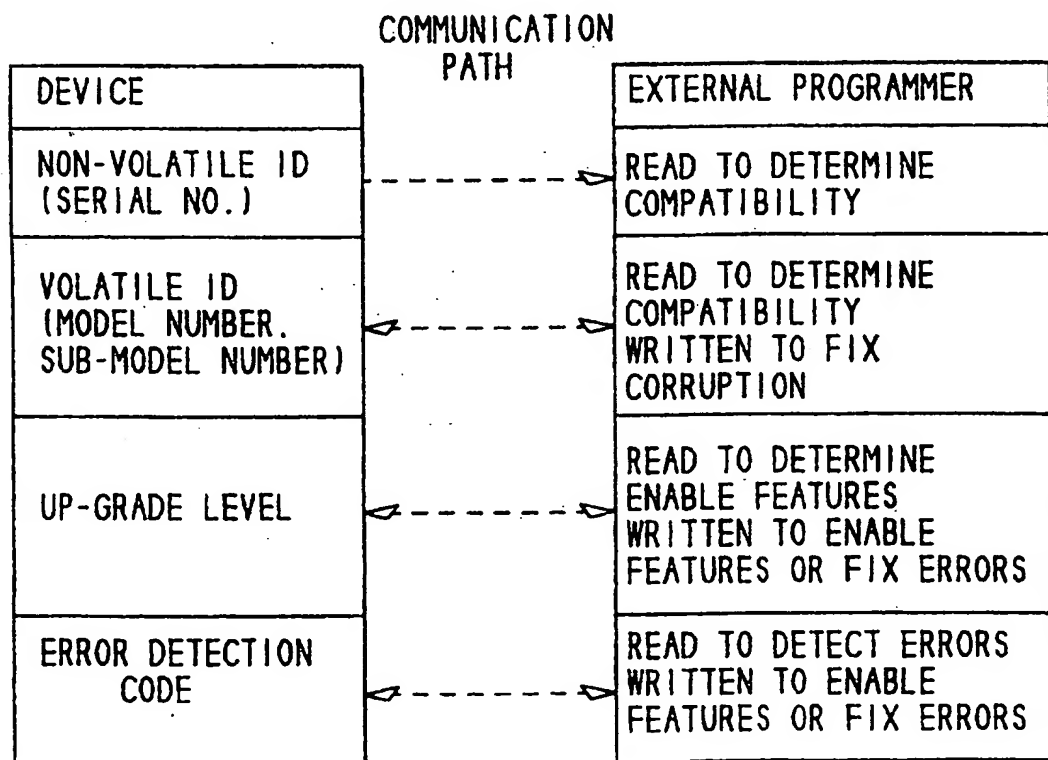 COMMUNICATION
PATH
DEVICE
EXTERNAL PROGRAMMER
NON-VOLATILE ID
(SERIAL NO.)
READ TO DETERMINE
COMPATIBILITY
VOLATILE ID
(MODEL NUMBER.
SUB-MODEL NUMBER)
READ TO DETERMINE
COMPATIBILITY
WRITTEN TO FIX
CORRUPTION
UP-GRADE LEVEL
READ TO DETERMINE
ENABLE FEATURES
WRITTEN TO ENABLE
FEATURES OR FIX ERRORS
ERROR DETECTION
CODE
READ TO DETECT ERRORS
WRITTEN TO ENABLE
FEATURES OR FIX ERRORS